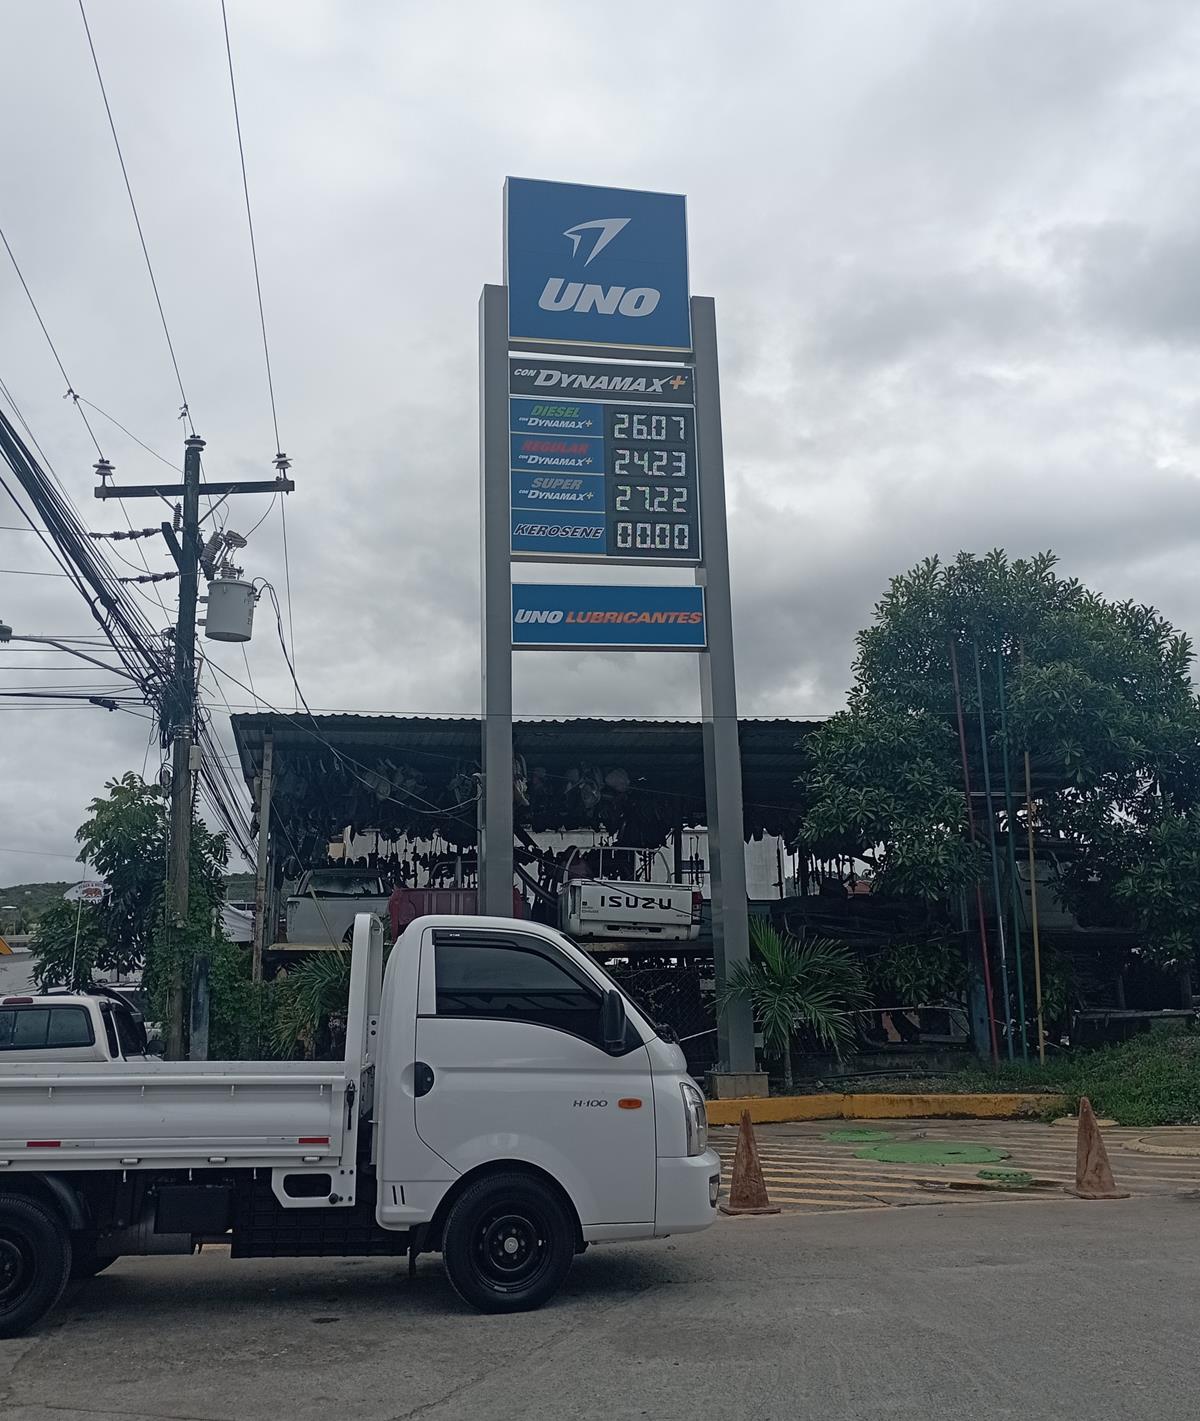 UNO
CON DYNAMAX+
DIESEL
CON DYNAMAX+
26.07
REGULAR
CON DYNAMAX+
24.23
SUPER
CON DYNAMAX+
27.22
KEROSENE
00.00
UNO LUBRICANTES
ISUZU
H-100